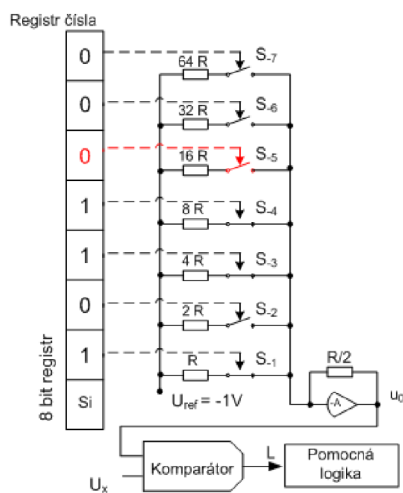 Registr čísla
0
64 R
S-7
0
32 R
S-6
0
16 R
S-5
1
8 R
S-4
1
4 R
S-3
0
2 R
S-2
1
R
S-1
R/2
8 bit registr
Si
Uref = -1V
-A
u0
Ux
Komparátor
L
Pomocná
logika